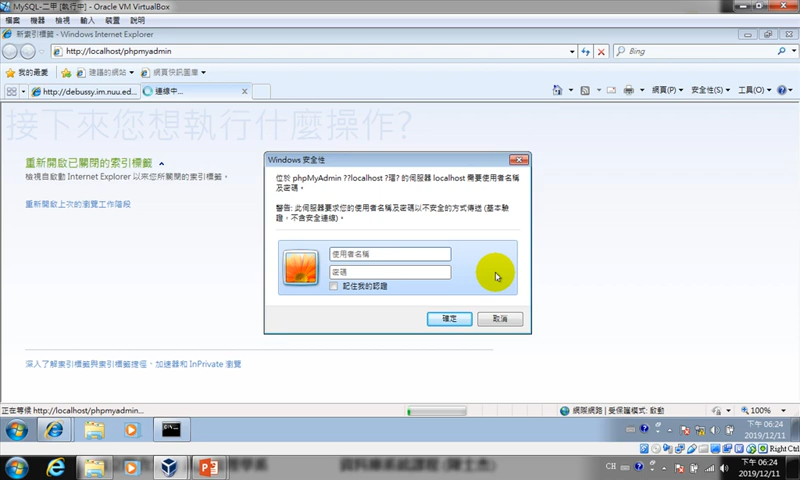 MySQL-二甲 [執行中] - Oracle VM VirtualBox
檔案 機器 檢視 輸入 裝置 說明
新索引標籤 - Windows Internet Explorer
http://localhost/phpmyadmin
Bing
我的最愛 建議的網站 網頁快訊圖庫
http://debussy.im.nuu.ed... 連線中...
網頁(P) 安全性(S) 工具(O)
接下來您想執行什麼操作?
重新開啟已關閉的索引標籤
檢視自啟動 Internet Explorer 以來您所關閉的索引標籤。
重新開啟上次的瀏覽工作階段
Windows 安全性
位於 phpMyAdmin ??localhost ?璿? 的伺服器 localhost 需要使用者名稱
及密碼。
警告: 此伺服器要求您的使用者名稱及密碼以不安全的方式傳送 (基本驗
證，不含安全連線)。
使用者名稱
密碼
記住我的認證
確定 取消
深入了解索引標籤與索引標籤捷徑、加速器和 InPrivate 瀏覽
正在等候 http://localhost/phpmyadmin...
網際網路 | 受保護模式: 啟動
100%
下午 06:24
2019/12/11
Right Ctrl
理學系 資料庫系統課程 (陳士杰)
CH
下午 06:24
2019/12/11